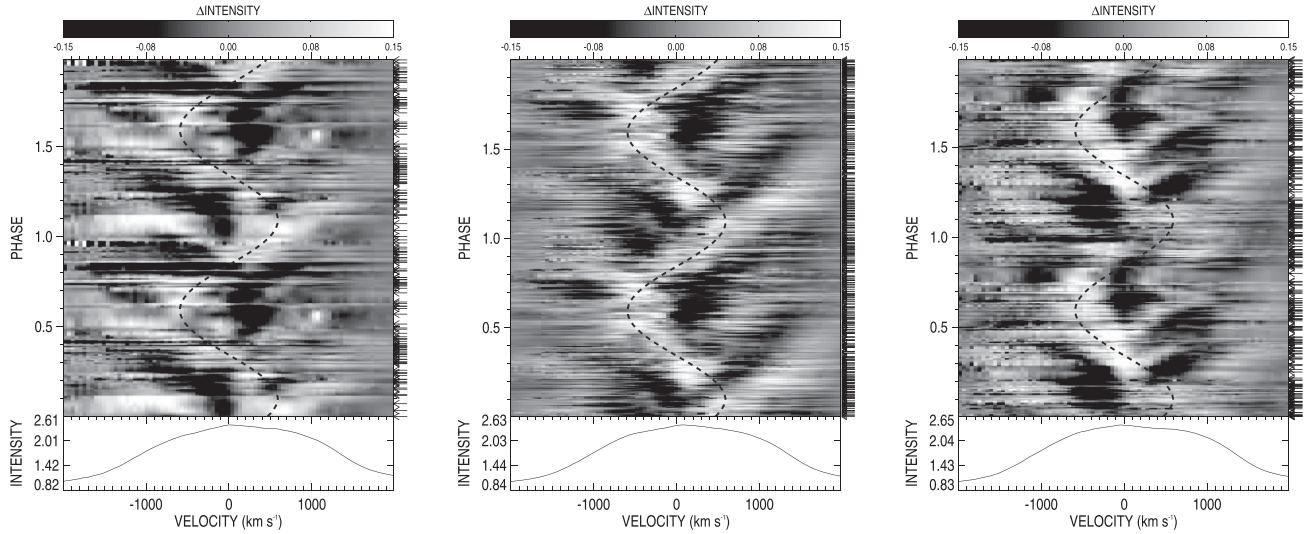 ΔINTENSITY
-0.15 -0.08 0.00 0.08 0.15
PHASE
1.5
1.0
0.5
INTENSITY
2.61
2.01
1.42
0.82
-1000 0 1000
VELOCITY (km s⁻¹)
ΔINTENSITY
-0.15 -0.08 0.00 0.08 0.15
PHASE
1.5
1.0
0.5
INTENSITY
2.63
2.03
1.44
0.84
-1000 0 1000
VELOCITY (km s⁻¹)
ΔINTENSITY
-0.15 -0.08 0.00 0.08 0.15
PHASE
1.5
1.0
0.5
INTENSITY
2.65
2.04
1.43
0.83
-1000 0 1000
VELOCITY (km s⁻¹)